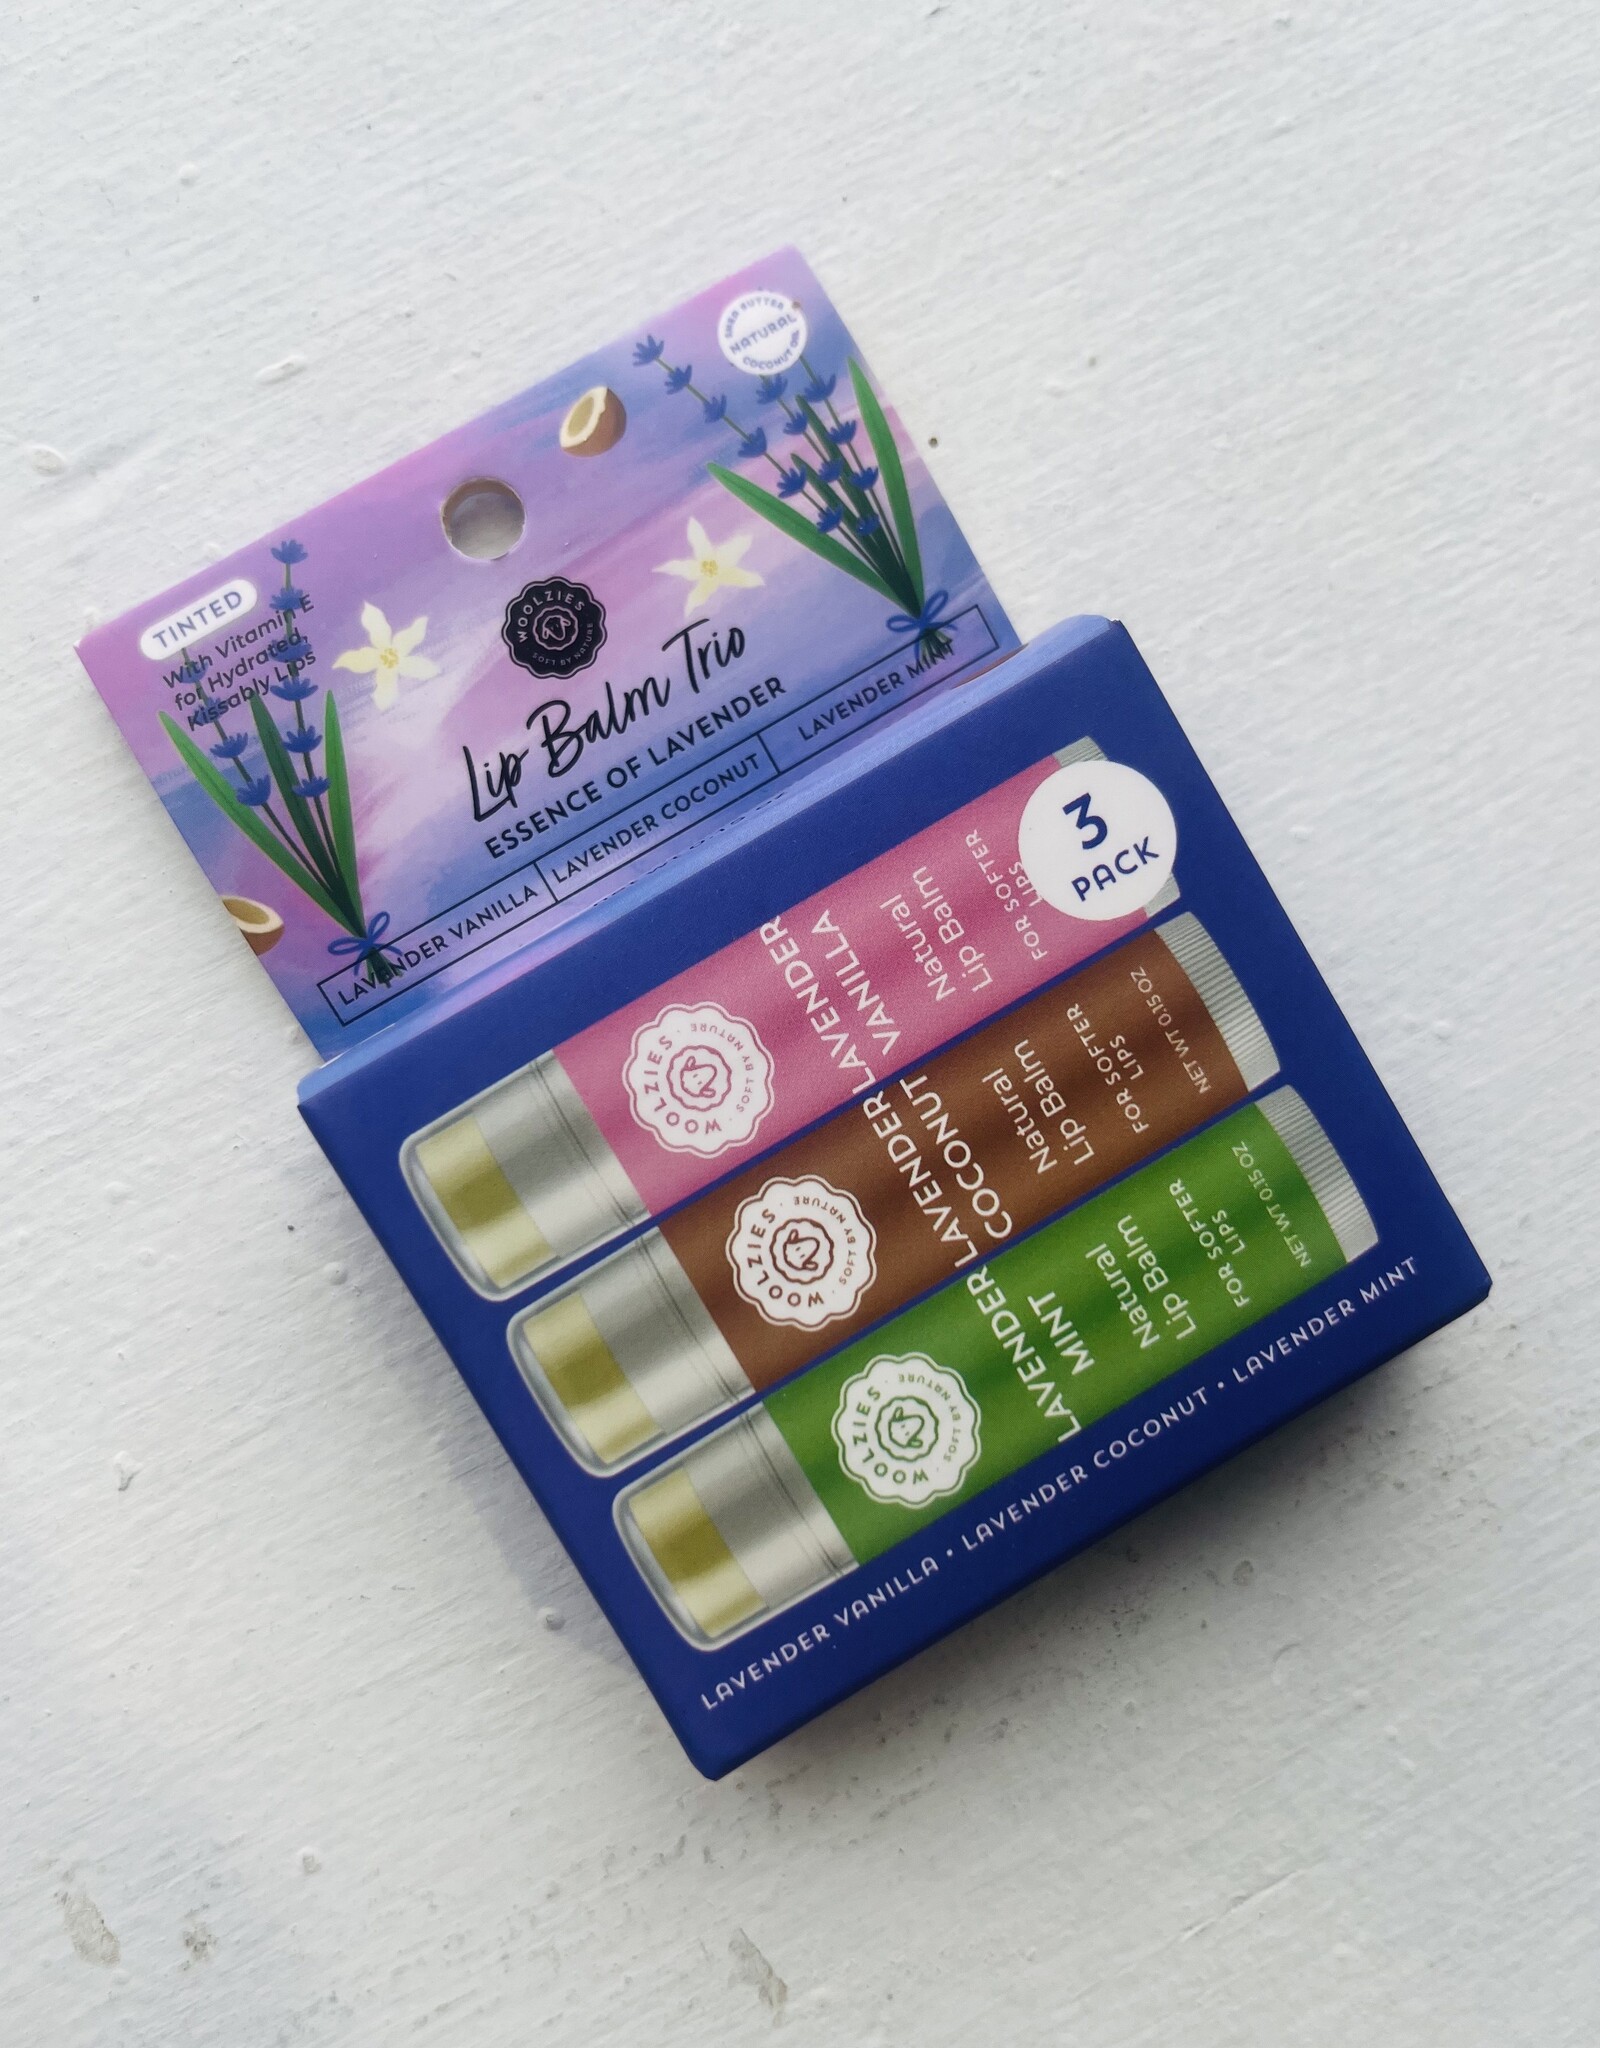 SHEA BUTTER
NATURAL
COCONUT OIL
TINTED
With Vitamin E
for Hydrated,
Kissably Lips
WOOLZIES
SOFT BY NATURE
Lip Balm Trio
ESSENCE OF LAVENDER
LAVENDER VANILLA
LAVENDER COCONUT
LAVENDER MINT
3
PACK
WOOLZIES
· SOFT BY NATURE ·
LAVENDER LAVENDER
VANILLA
Natural
Lip Balm
FOR SOFTER
LIPS
WOOLZIES
· SOFT BY NATURE ·
LAVENDER LAVENDER
COCONUT
Natural
Lip Balm
FOR SOFTER
LIPS
NET WT 0.15 OZ
WOOLZIES
· SOFT BY NATURE ·
LAVENDER LAVENDER
MINT
Natural
Lip Balm
FOR SOFTER
LIPS
NET WT 0.15 OZ
LAVENDER VANILLA • LAVENDER COCONUT • LAVENDER MINT